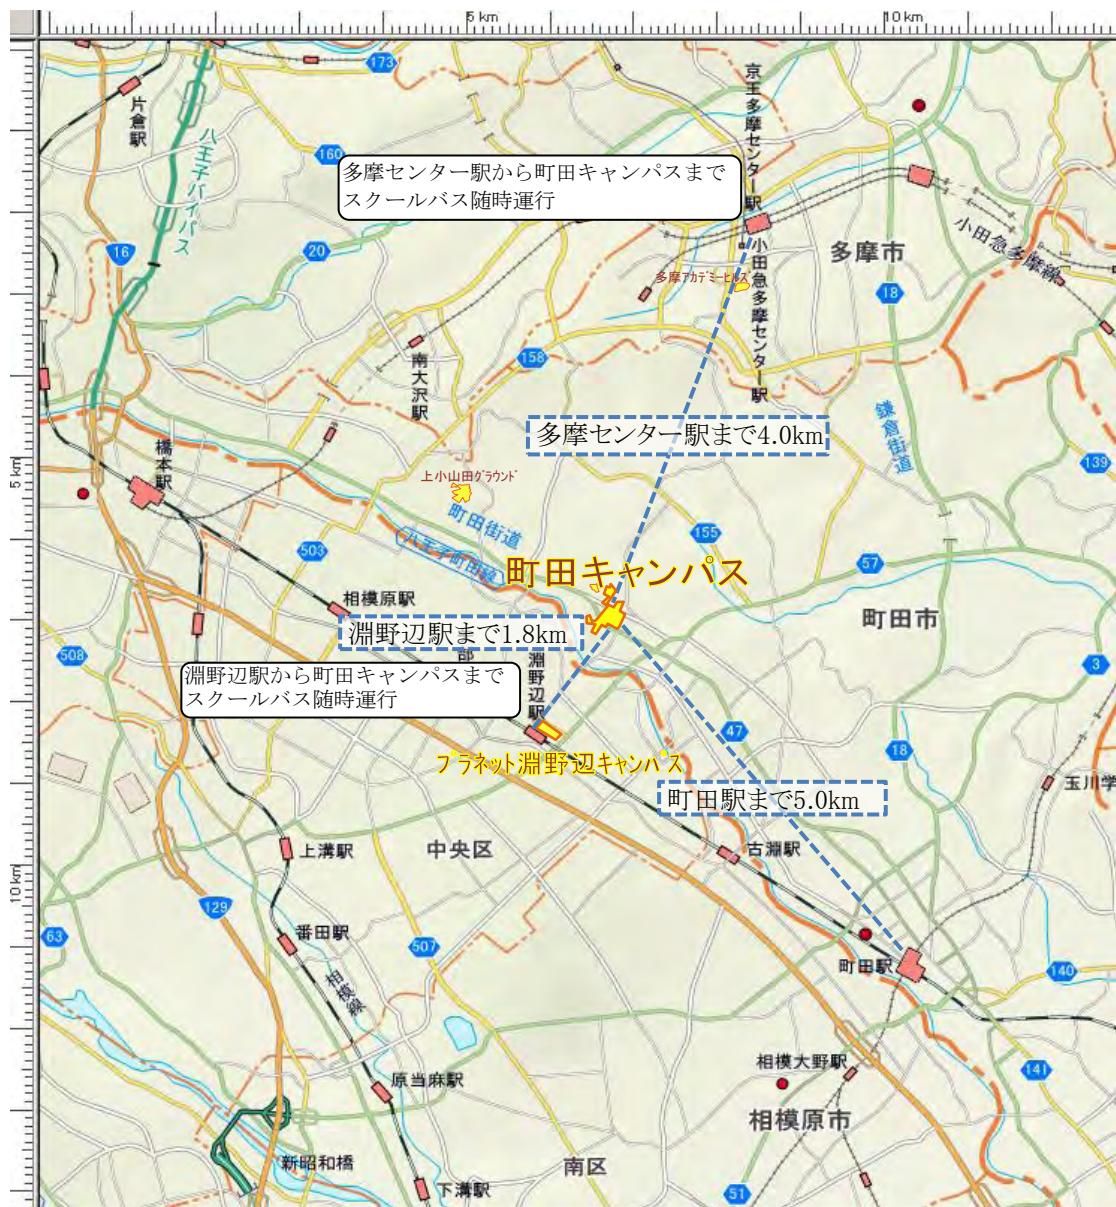 5 km
10 km
173
片倉駅
八王子バイパス
160
京王多摩センター駅
多摩センター駅から町田キャンパスまで
スクールバス随時運行
16
20
小田急多摩線
多摩市
多摩アカデミーヒルズ
小田急多摩センター駅
18
158
南大沢駅
多摩センター駅まで4.0km
鎌倉街道
橋本駅
5 km
139
上小山田グラウンド
町田街道
155
503
八王子町田線
57
町田キャンパス
相模原駅
町田市
淵野辺駅まで1.8km
部
508
淵野辺駅
3
淵野辺駅から町田キャンパスまで
スクールバス随時運行
47
18
プラネット淵野辺キャンパス
玉川学
町田駅まで5.0km
上溝駅
中央区
古淵駅
10 km
129
63
番田駅
507
町田駅
140
相模線
相模大野駅
141
原当麻駅
相模原市
新昭和橋
南区
下溝駅
51